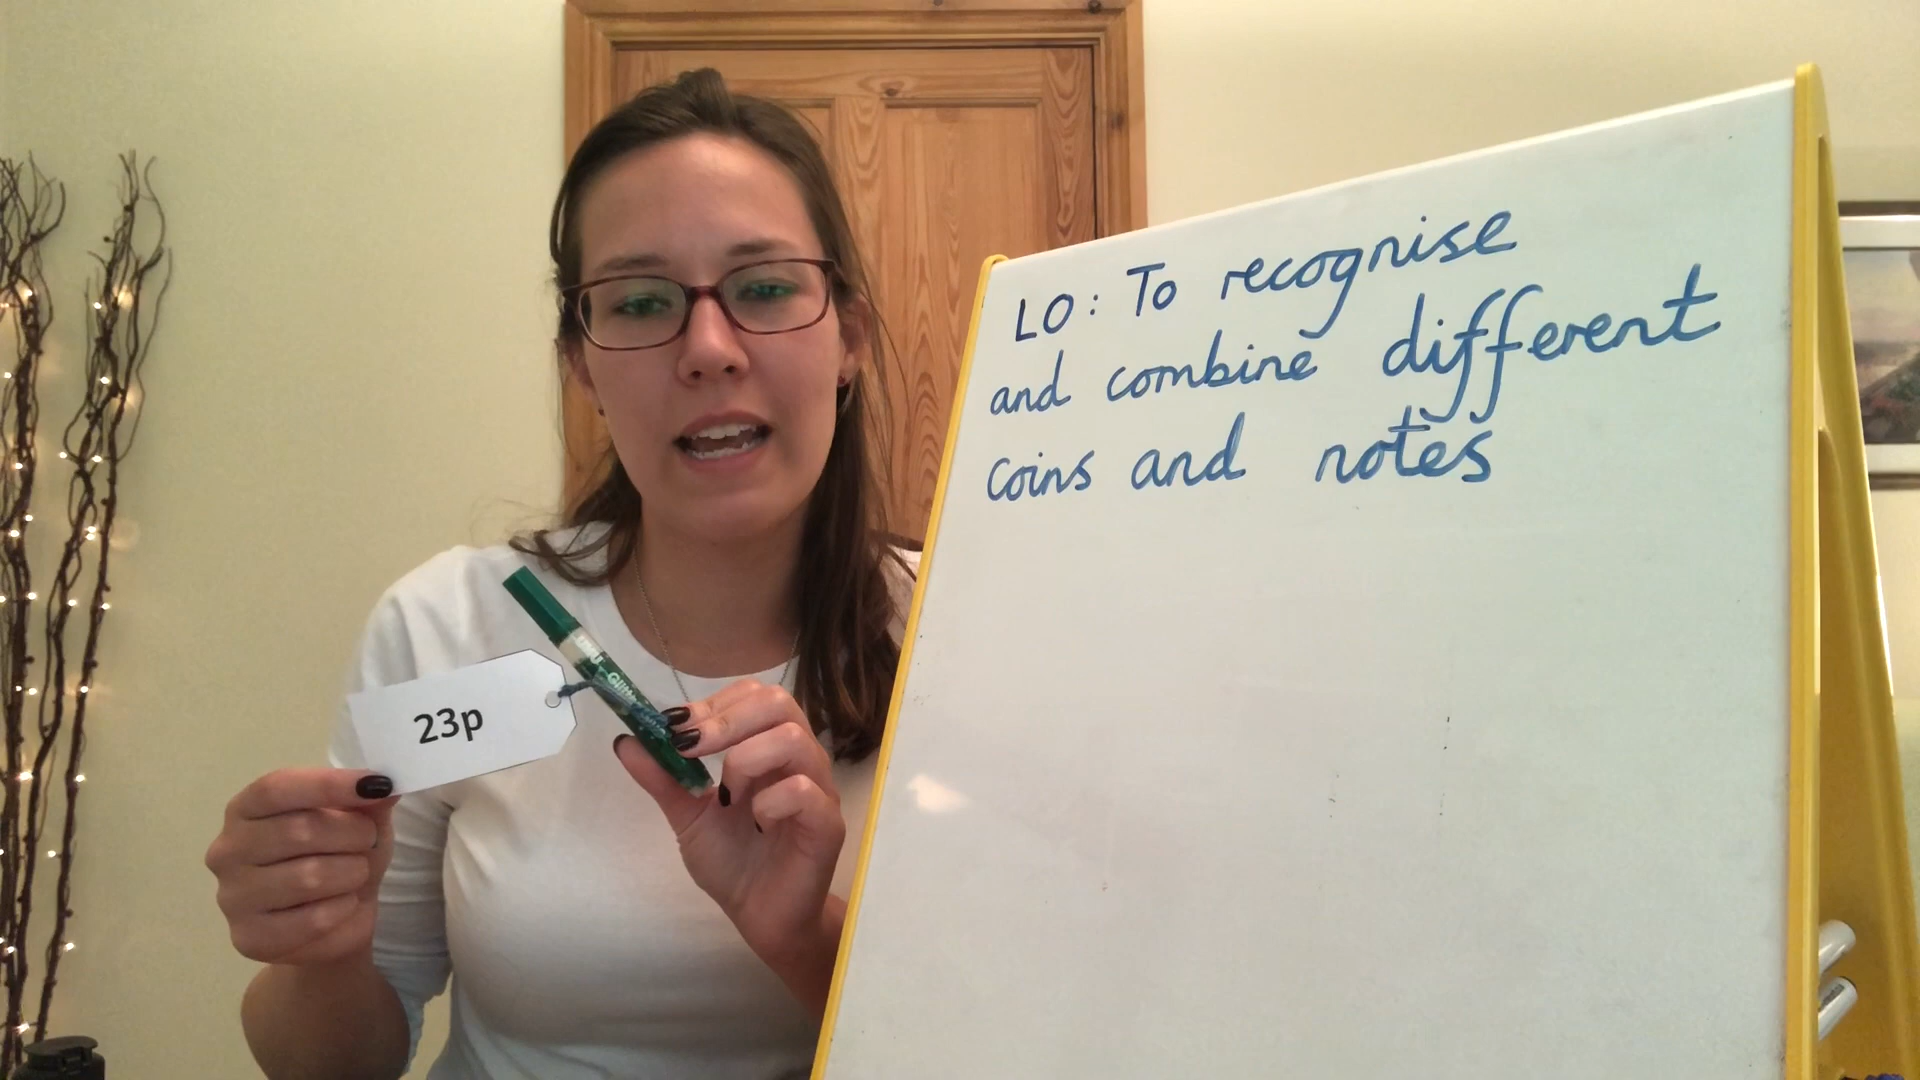 LO: To recognise
and combine different
coins and notes
23p